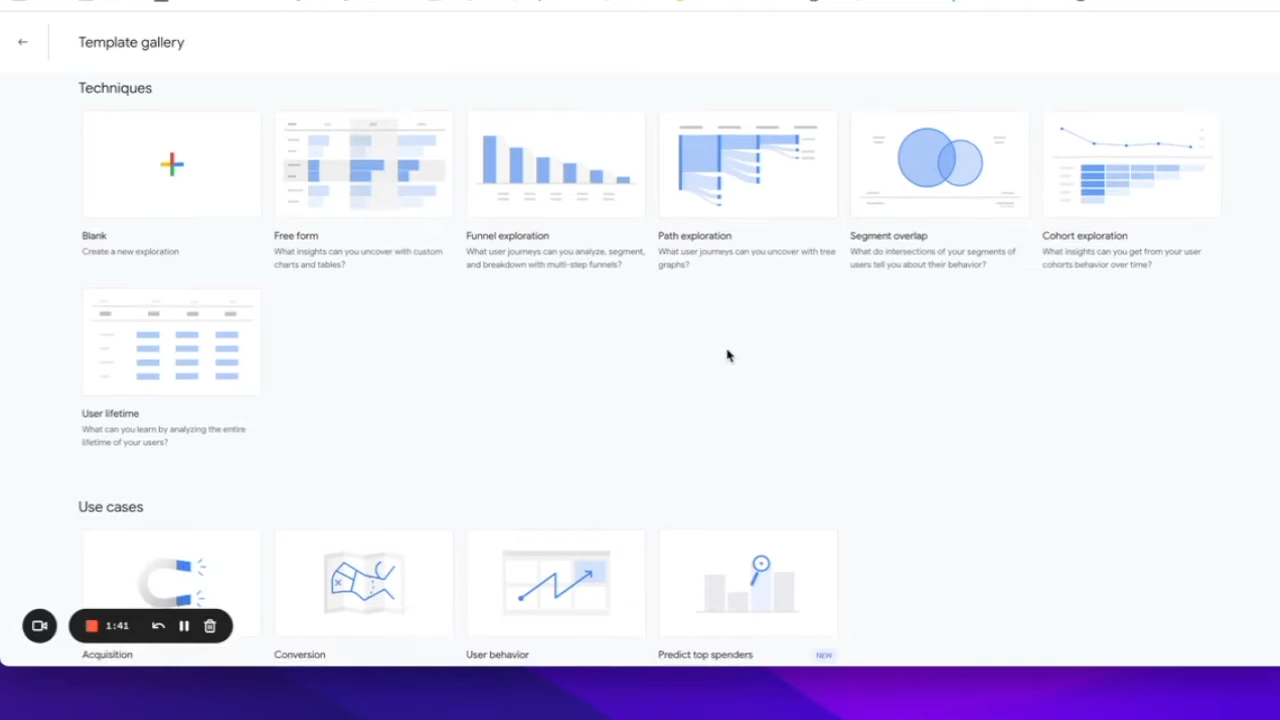 Template gallery
Techniques
Blank
Create a new exploration
Free form
What insights can you uncover with custom
charts and tables?
Funnel exploration
What user journeys can you analyze, segment,
and breakdown with multi-step funnels?
Path exploration
What user journeys can you uncover with tree
graphs?
Segment overlap
What do intersections of your segments of
users tell you about their behavior?
Cohort exploration
What insights can you get from your user
cohorts behavior over time?
User lifetime
What can you learn by analyzing the entire
lifetime of your users?
Use cases
1:41
Acquisition
Conversion
User behavior
Predict top spenders
NEW